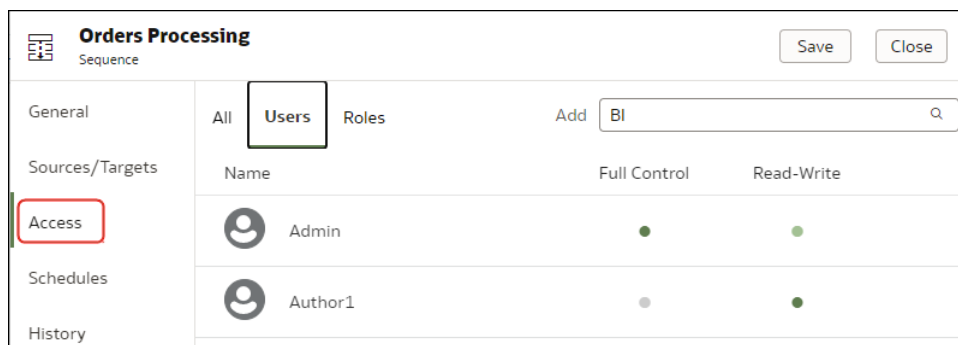 Orders Processing
Sequence
Save
Close
General
Sources/Targets
Access
Schedules
History
All
Users
Roles
Add
BI
Name
Full Control
Read-Write
Admin
Author1